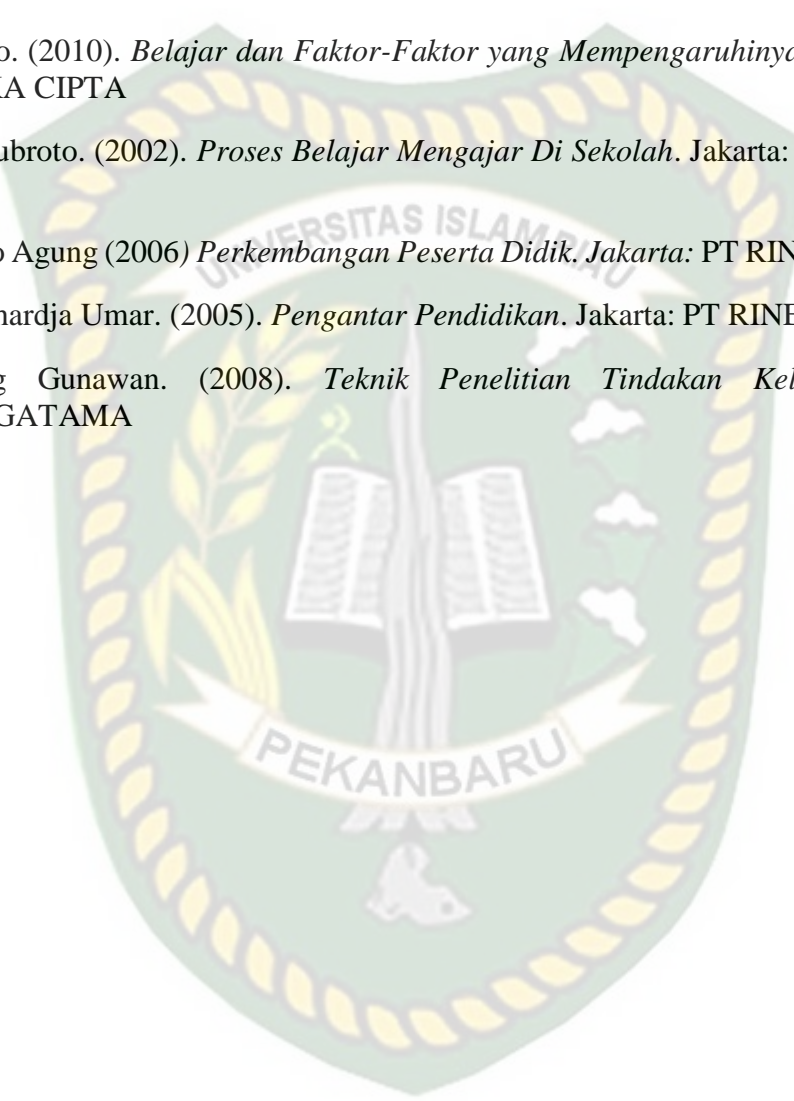 o. (2010). Belajar dan Faktor-Faktor yang Mempengaruhinya
KA CIPTA
ubroto. (2002). Proses Belajar Mengajar Di Sekolah. Jakarta:
UNIVERSITAS ISLAM RIAU
o Agung (2006) Perkembangan Peserta Didik. Jakarta: PT RIN
hardja Umar. (2005). Pengantar Pendidikan. Jakarta: PT RINE
g Gunawan. (2008). Teknik Penelitian Tindakan Kel
GATAMA
PEKANBARU